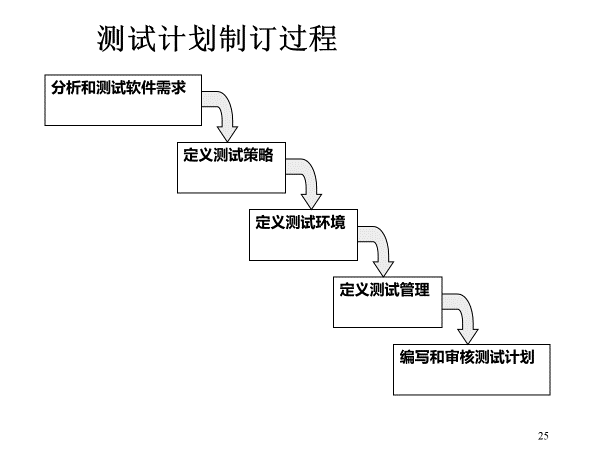 测试计划制订过程
分析和测试软件需求
定义测试策略
定义测试环境
定义测试管理
编写和审核测试计划
25